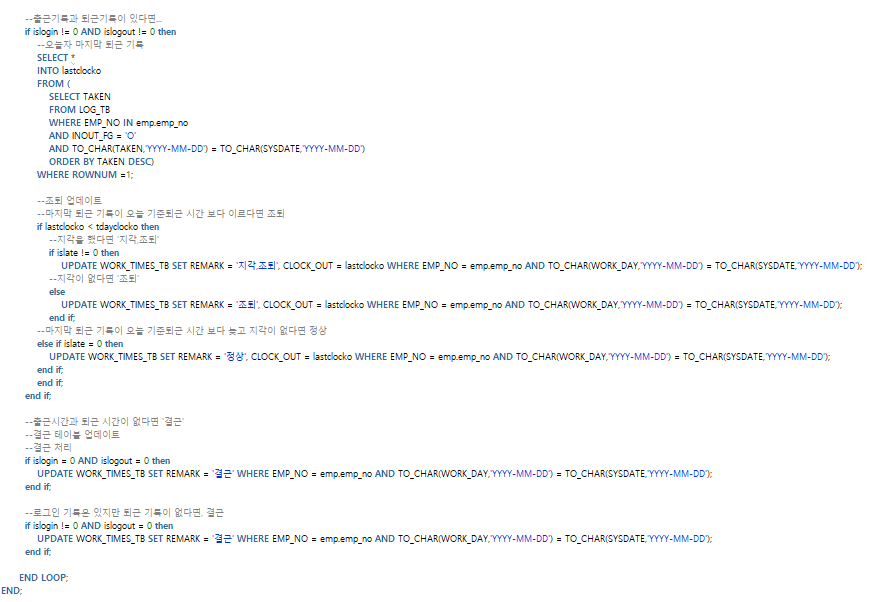 --출근기록과 퇴근기록이 있다면...
if islogin != 0 AND islogout != 0 then
--오늘자 마지막 퇴근 기록
SELECT *
INTO lastclocko
FROM (
SELECT TAKEN
FROM LOG_TB
WHERE EMP_NO IN emp.emp_no
AND INOUT_FG = 'O'
AND TO_CHAR(TAKEN,'YYYY-MM-DD') = TO_CHAR(SYSDATE,'YYYY-MM-DD')
ORDER BY TAKEN DESC)
WHERE ROWNUM =1;
--조퇴 업데이트
--마지막 퇴근 기록이 오늘 기준퇴근 시간 보다 이르다면 조퇴
if lastclocko < tdayclocko then
--지각을 했다면 '지각,조퇴'
if islate != 0 then
UPDATE WORK_TIMES_TB SET REMARK = '지각,조퇴', CLOCK_OUT = lastclocko WHERE EMP_NO = emp.emp_no AND TO_CHAR(WORK_DAY,'YYYY-MM-DD') = TO_CHAR(SYSDATE,'YYYY-MM-DD');
--지각이 없다면 '조퇴'
else
UPDATE WORK_TIMES_TB SET REMARK = '조퇴', CLOCK_OUT = lastclocko WHERE EMP_NO = emp.emp_no AND TO_CHAR(WORK_DAY,'YYYY-MM-DD') = TO_CHAR(SYSDATE,'YYYY-MM-DD');
end if;
--마지막 퇴근 기록이 오늘 기준퇴근 시간 보다 늦고 지각이 없다면 정상
else if islate = 0 then
UPDATE WORK_TIMES_TB SET REMARK = '정상', CLOCK_OUT = lastclocko WHERE EMP_NO = emp.emp_no AND TO_CHAR(WORK_DAY,'YYYY-MM-DD') = TO_CHAR(SYSDATE,'YYYY-MM-DD');
end if;
end if;
end if;
--출근시간과 퇴근 시간이 없다면 '결근'
--결근 테이블 업데이트
--결근 처리
if islogin = 0 AND islogout = 0 then
UPDATE WORK_TIMES_TB SET REMARK = '결근' WHERE EMP_NO = emp.emp_no AND TO_CHAR(WORK_DAY,'YYYY-MM-DD') = TO_CHAR(SYSDATE,'YYYY-MM-DD');
end if;
--로그인 기록은 있지만 퇴근 기록이 없다면, 결근
if islogin != 0 AND islogout = 0 then
UPDATE WORK_TIMES_TB SET REMARK = '결근' WHERE EMP_NO = emp.emp_no AND TO_CHAR(WORK_DAY,'YYYY-MM-DD') = TO_CHAR(SYSDATE,'YYYY-MM-DD');
end if;
END LOOP;
END;